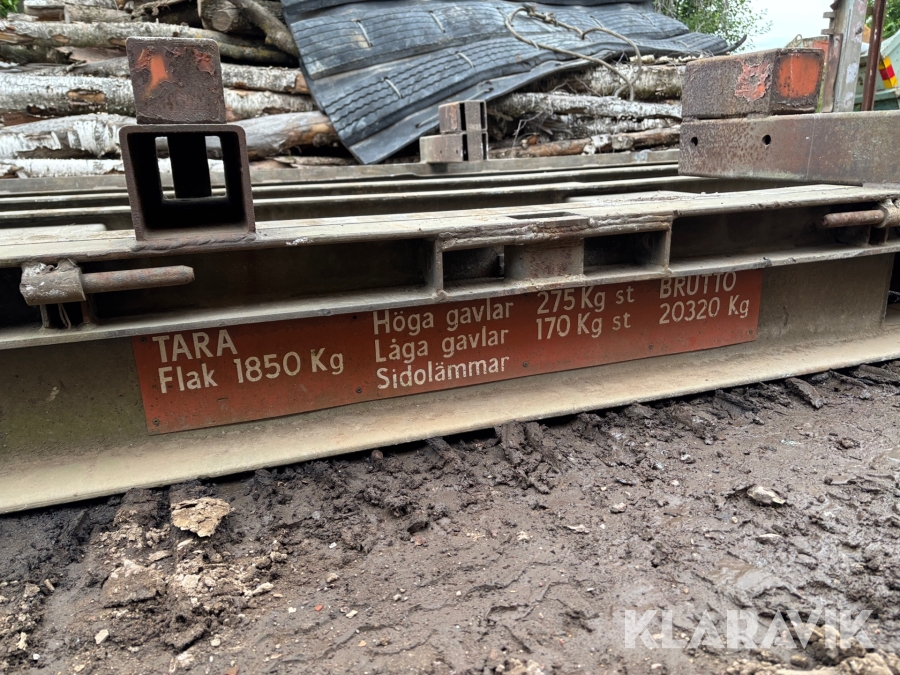 TARA
Flak 1850 Kg
Höga gavlar 275 Kg st
Låga gavlar 170 Kg st
Sidolämmar
BRUTTO
20320 Kg
KLARAVIK